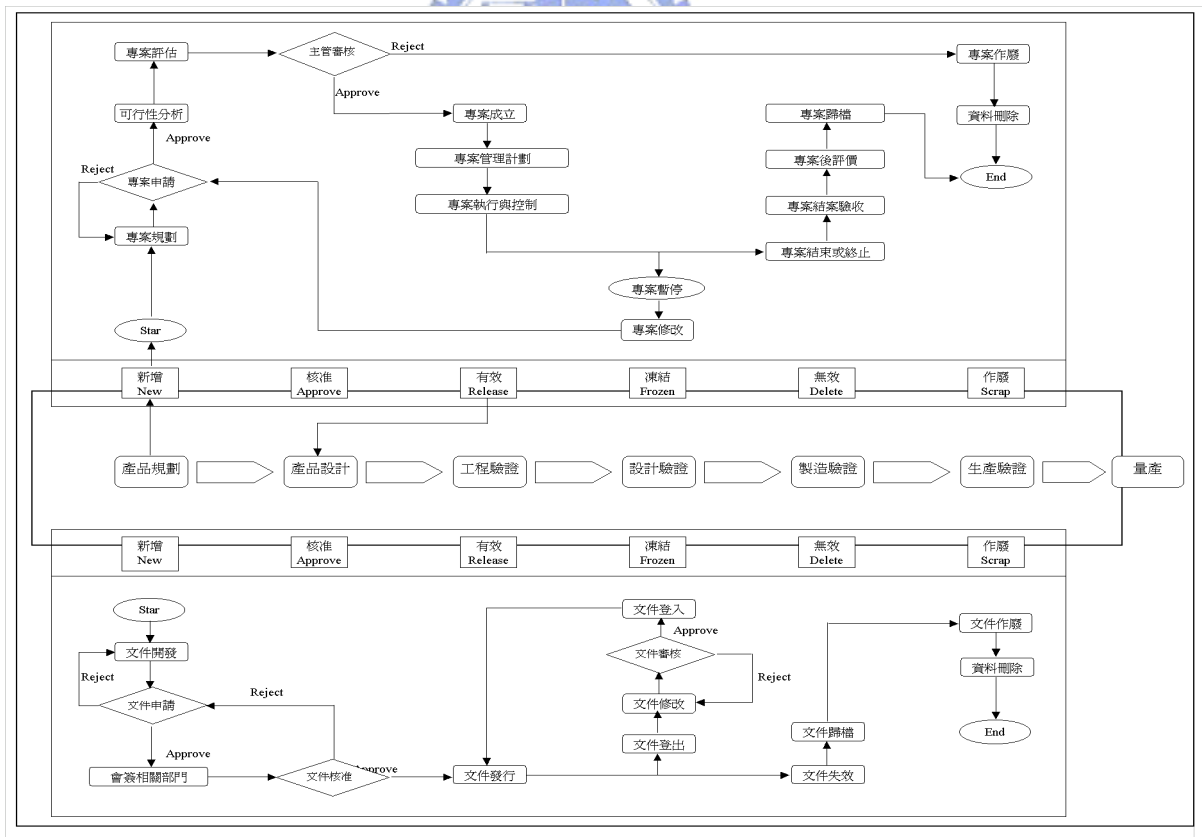 專案評估
主管審核
Reject
專案作廢
Approve
可行性分析
專案成立
專案歸檔
資料刪除
Approve
專案管理計劃
專案後評價
Reject
專案申請
End
專案執行與控制
專案結案驗收
專案規劃
專案結束或終止
專案暫停
Star
專案修改
新增
New
核准
Approve
有效
Release
凍結
Frozen
無效
Delete
作廢
Scrap
產品規劃
產品設計
工程驗證
設計驗證
製造驗證
生產驗證
量產
新增
New
核准
Approve
有效
Release
凍結
Frozen
無效
Delete
作廢
Scrap
Star
文件登入
文件作廢
Approve
文件開發
文件審核
資料刪除
Reject
Reject
Reject
文件申請
文件修改
文件歸檔
End
文件登出
Approve
會簽相關部門
文件核准
Approve
文件發行
文件失效